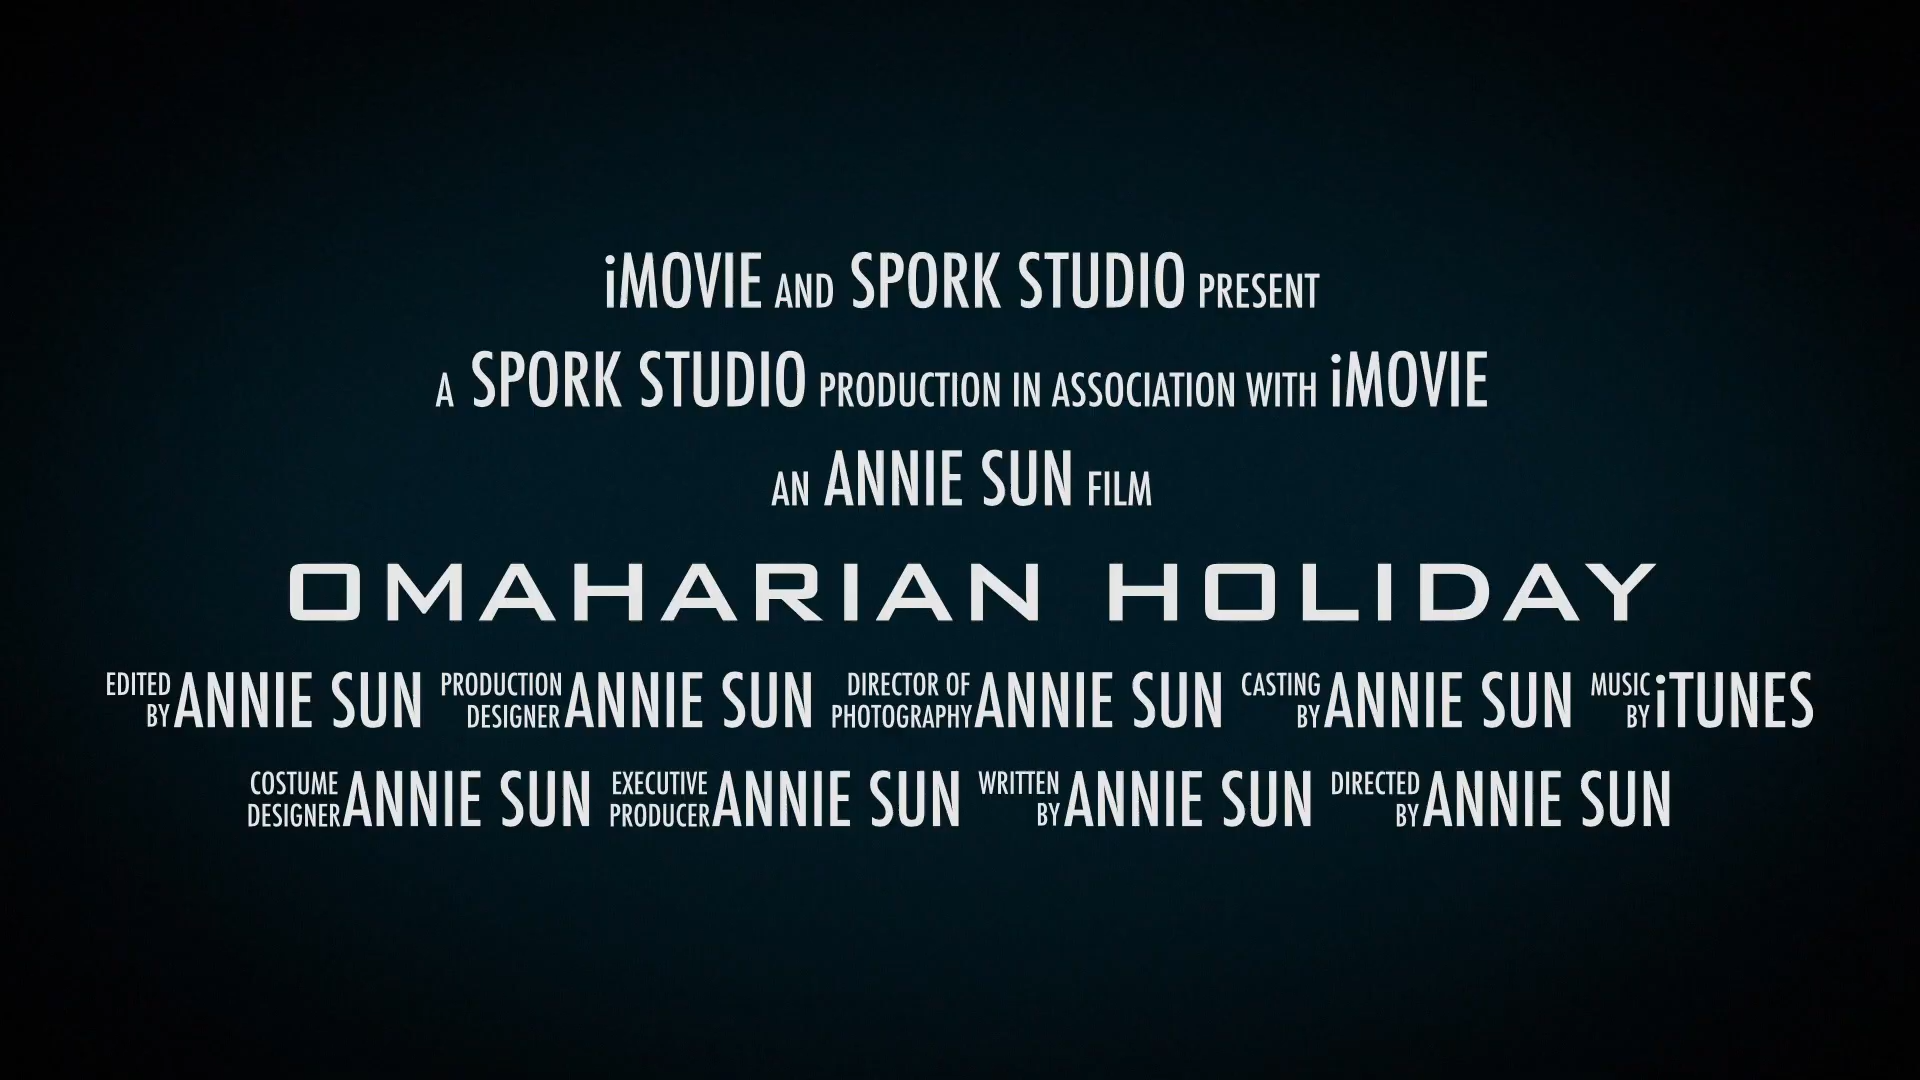 iMOVIE AND SPORK STUDIO PRESENT
A SPORK STUDIO PRODUCTION IN ASSOCIATION WITH iMOVIE
AN ANNIE SUN FILM
OMAHARIAN HOLIDAY
EDITED BY ANNIE SUN PRODUCTION DESIGNER ANNIE SUN DIRECTOR OF PHOTOGRAPHY ANNIE SUN CASTING BY ANNIE SUN MUSIC BY iTUNES
COSTUME DESIGNER ANNIE SUN EXECUTIVE PRODUCER ANNIE SUN WRITTEN BY ANNIE SUN DIRECTED BY ANNIE SUN